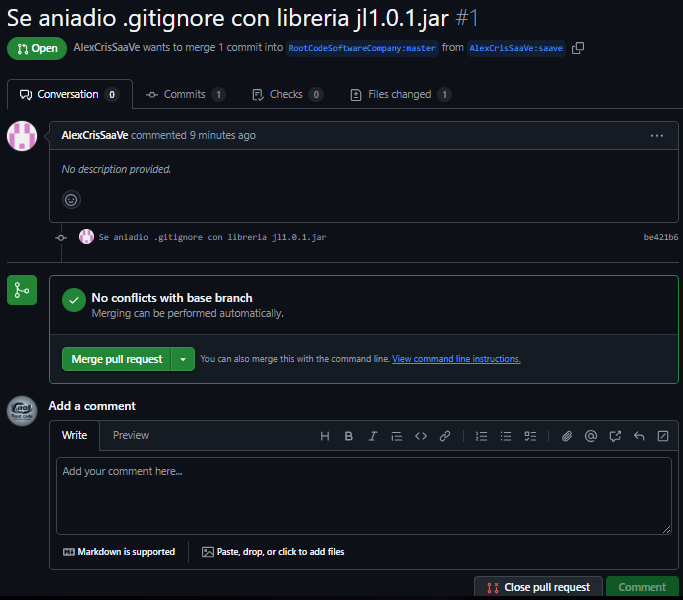 Se aniadio .gitignore con libreria jl1.0.1.jar #1
Open AlexCrisSaaVe wants to merge 1 commit into RootCodeSoftwareCompany:master from AlexCrisSaaVe:saave
Conversation 0 Commits 1 Checks 0 Files changed 1
AlexCrisSaaVe commented 9 minutes ago
No description provided.
Se aniadio .gitignore con libreria jl1.0.1.jar be421b6
No conflicts with base branch
Merging can be performed automatically.
Merge pull request You can also merge this with the command line. View command line instructions.
Add a comment
Write Preview
Add your comment here...
Markdown is supported Paste, drop, or click to add files
Close pull request Comment